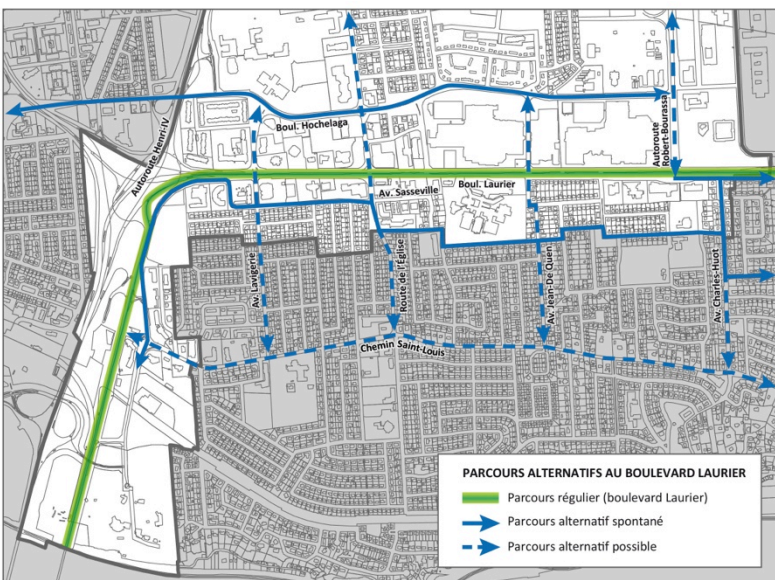 Autoroute Henri-IV
Boul. Hochelaga
Autoroute
Robert-Bourassa
Av. Sasseville
Boul. Laurier
Av. Lavigerie
Route de l'Église
Av. Jean-De Quen
Av. Charles-Huot
Chemin Saint-Louis
PARCOURS ALTERNATIFS AU BOULEVARD LAURIER
Parcours régulier (boulevard Laurier)
Parcours alternatif spontané
Parcours alternatif possible